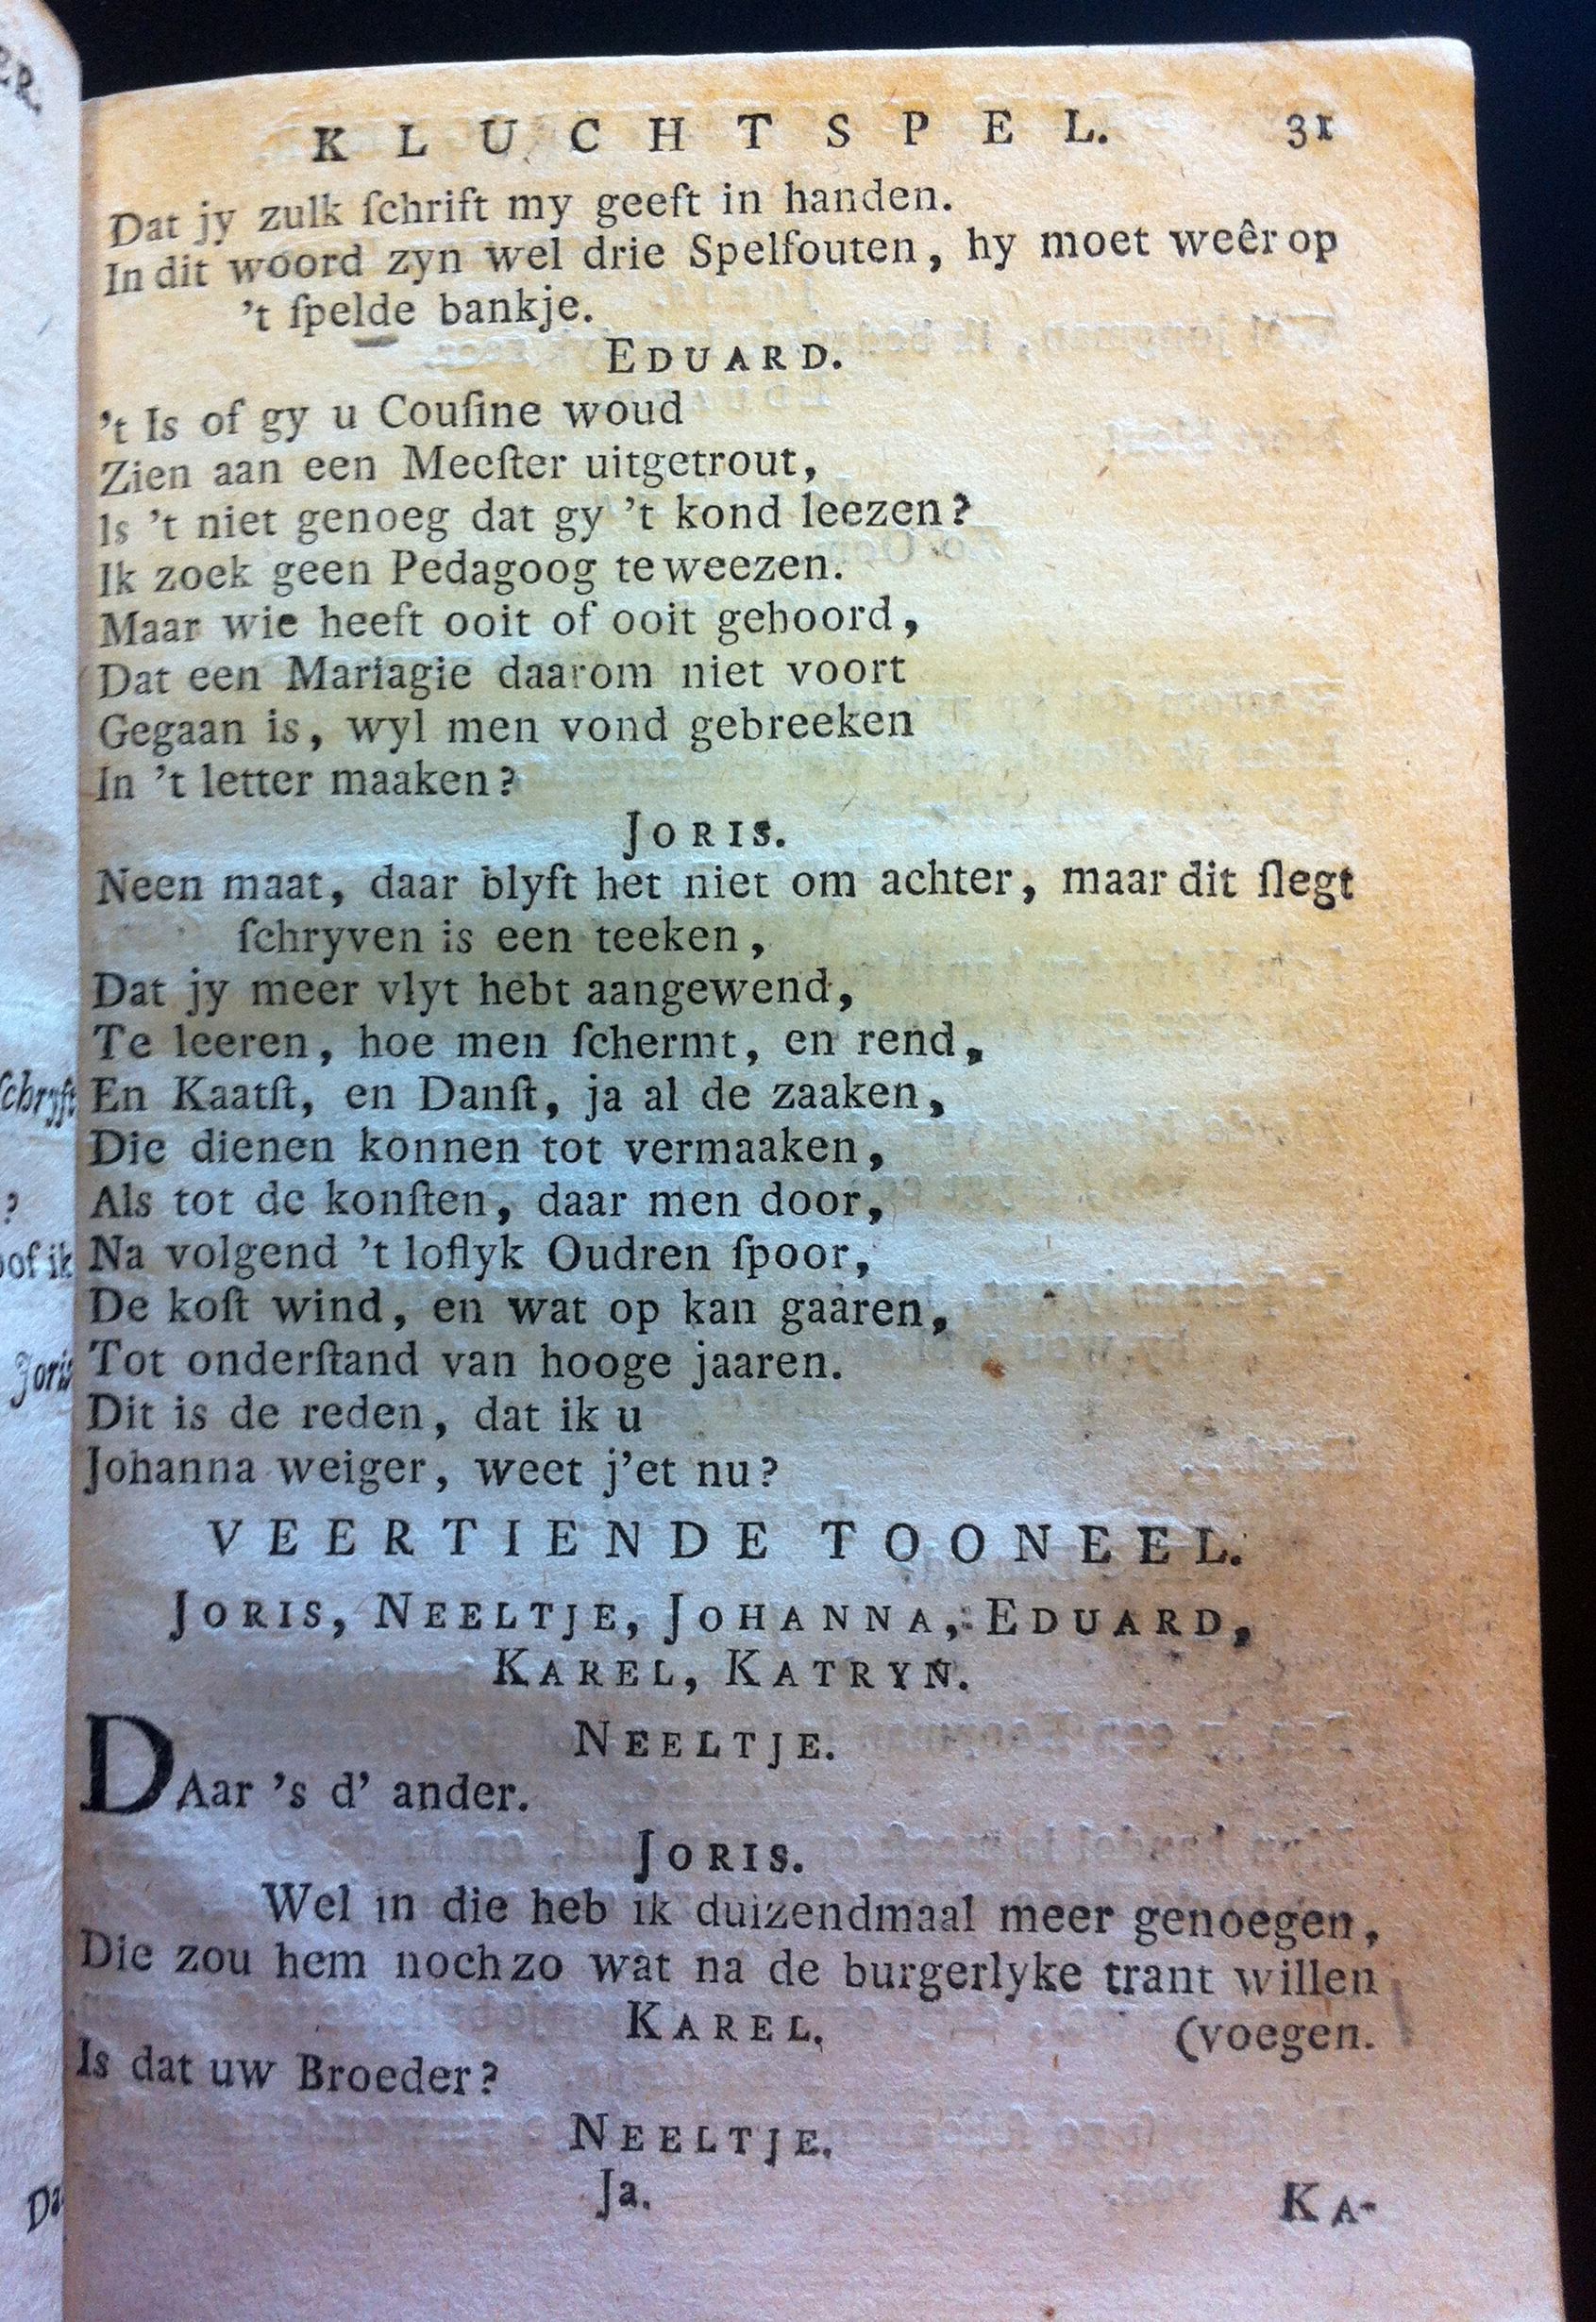 KLUCHTSPEL. 31
Dat jy zulk ſchrift my geeft in handen.
In dit woord zyn wel drie Spelfouten, hy moet weêr op
't ſpelde bankje.
EDUARD.
't Is of gy u Couſine woud
Zien aan een Meeſter uitgetrout,
Is 't niet genoeg dat gy 't kond leezen?
Ik zoek geen Pedagoog te weezen.
Maar wie heeft ooit of ooit gehoord,
Dat een Mariagie daarom niet voort
Gegaan is, wyl men vond gebreeken
In 't letter maaken?
JORIS.
Neen maat, daar blyft het niet om achter, maar dit ſlegt
ſchryven is een teeken,
Dat jy meer vlyt hebt aangewend,
Te leeren, hoe men ſchermt, en rend,
En Kaatſt, en Danſt, ja al de zaaken,
Die dienen konnen tot vermaaken,
Als tot de konſten, daar men door,
Na volgend 't loflyk Oudren ſpoor,
De koſt wind, en wat op kan gaaren,
Tot onderſtand van hooge jaaren.
Dit is de reden, dat ik u
Johanna weiger, weet j'et nu?
VEERTIENDE TOONEEL.
JORIS, NEELTJE, JOHANNA, EDUARD,
KAREL, KATRYN.
NEELTJE.
DAar 's d' ander.
JORIS.
Wel in die heb ik duizendmaal meer genoegen,
Die zou hem noch zo wat na de burgerlyke trant willen
KAREL. (voegen.
Is dat uw Broeder?
NEELTJE.
Ja.
KA-